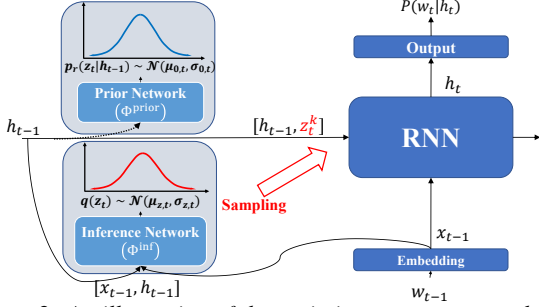 P(w_t|h_t)
Output
h_t
p_r(z_t|h_{t-1}) ~ N(μ_{0,t}, σ_{0,t})
Prior Network
(Φ^{prior})
h_{t-1}
[h_{t-1}, z_t^k]
RNN
q(z_t) ~ N(μ_{z,t}, σ_{z,t})
Sampling
Inference Network
(Φ^{inf})
x_{t-1}
Embedding
[x_{t-1}, h_{t-1}]
w_{t-1}